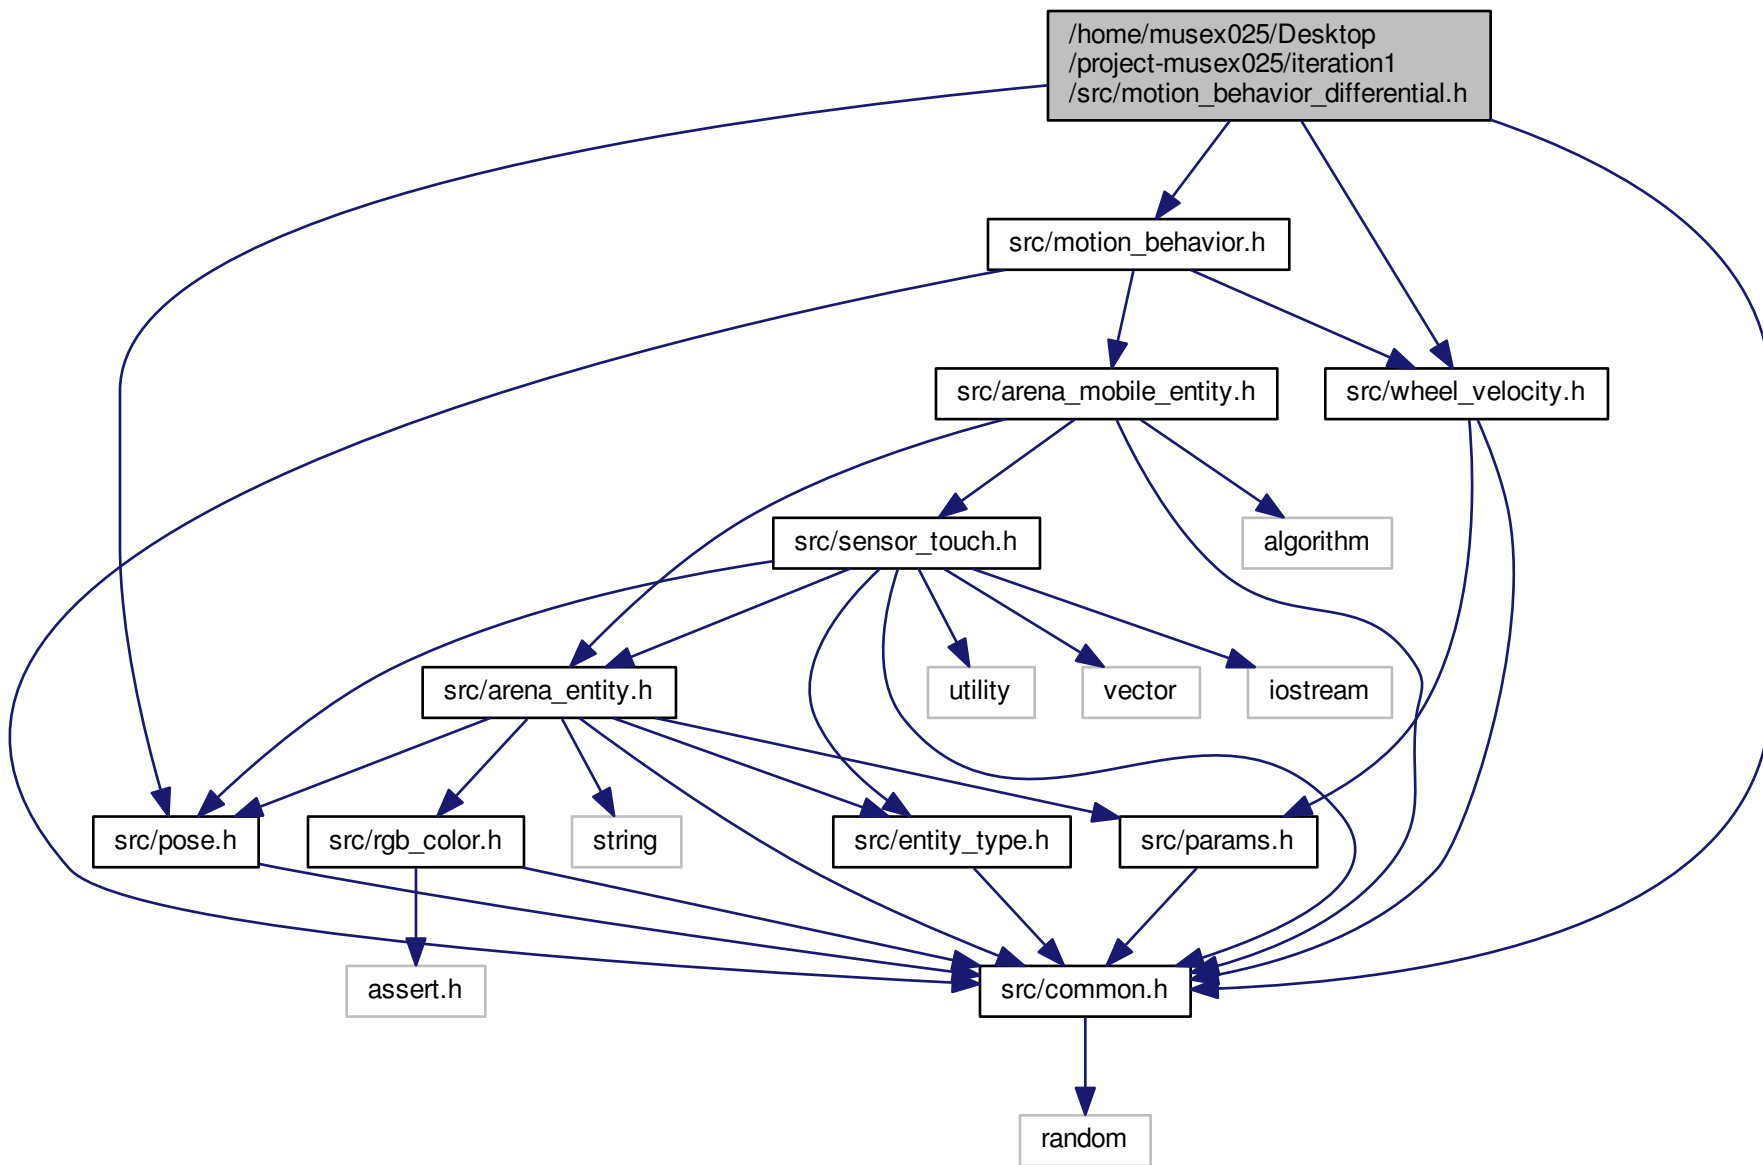 /home/musex025/Desktop
/project-musex025/iteration1
/src/motion_behavior_differential.h
src/motion_behavior.h
src/arena_mobile_entity.h
src/wheel_velocity.h
src/sensor_touch.h
algorithm
src/arena_entity.h
utility
vector
iostream
src/pose.h
src/rgb_color.h
string
src/entity_type.h
src/params.h
assert.h
src/common.h
random